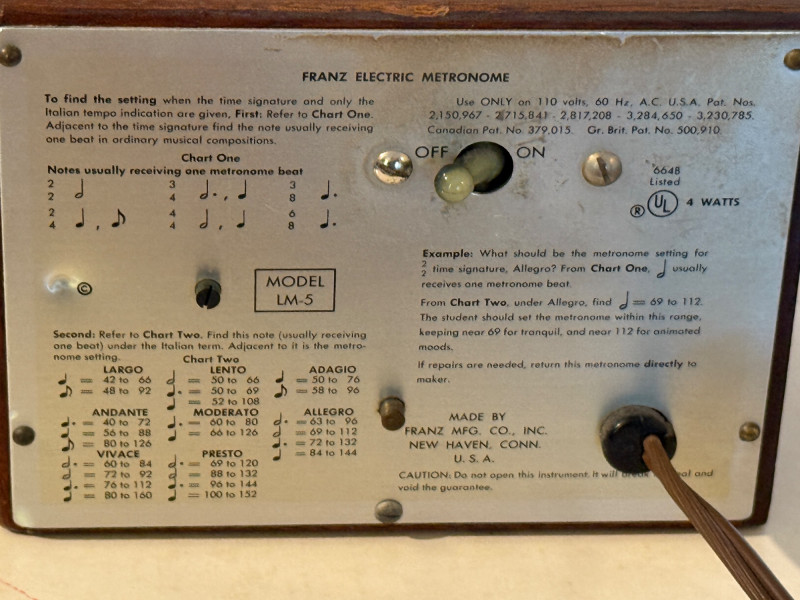 FRANZ ELECTRIC METRONOME
To find the setting when the time signature and only the
Italian tempo indication are given, First: Refer to Chart One.
Adjacent to the time signature find the note usually receiving
one beat in ordinary musical compositions.
Chart One
Notes usually receiving one metronome beat
2 2 𝅗𝅥 3 4 𝅗𝅥. , ♩ 3 8 ♩.
2 4 ♩ , ♪ 4 4 𝅗𝅥 , ♩ 6 8 ♩.
Use ONLY on 110 volts, 60 Hz, A.C. U.S.A. Pat. Nos.
2,150,967 - 2,715,841 - 2,817,208 - 3,284,650 - 3,230,785.
Canadian Pat. No. 379,015. Gr. Brit. Pat. No. 500,910
OFF ON
664B
Listed
® UL 4 WATTS
©
MODEL
LM-5
Example: What should be the metronome setting for
2 2 time signature, Allegro? From Chart One, 𝅗𝅥 usually
receives one metronome beat.
From Chart Two, under Allegro, find 𝅗𝅥 = 69 to 112.
The student should set the metronome within this range,
keeping near 69 for tranquil, and near 112 for animated
moods.
If repairs are needed, return this metronome directly to
maker.
Second: Refer to Chart Two. Find this note (usually receiving
one beat) under the Italian term. Adjacent to it is the metro-
nome setting.
Chart Two
LARGO
♩ = 42 to 66
♪ = 48 to 92
LENTO
𝅗𝅥 = 50 to 66
♩. = 50 to 69
♩ = 52 to 108
ADAGIO
♩ = 50 to 76
♪ = 58 to 96
ANDANTE
♩. = 40 to 72
♩ = 56 to 88
♪ = 80 to 126
MODERATO
♩. = 60 to 80
♩ = 66 to 126
ALLEGRO
𝅗𝅥. = 63 to 96
𝅗𝅥 = 69 to 112
♩. = 72 to 132
♩ = 84 to 144
VIVACE
𝅗𝅥. = 60 to 84
𝅗𝅥 = 72 to 92
♩. = 76 to 112
♩ = 80 to 160
PRESTO
𝅗𝅥. = 69 to 120
𝅗𝅥 = 88 to 132
♩. = 96 to 144
♩ = 100 to 152
MADE BY
FRANZ MFG. CO., INC.
NEW HAVEN, CONN.
U. S. A.
CAUTION: Do not open this instrument. It will break seal and
void the guarantee.